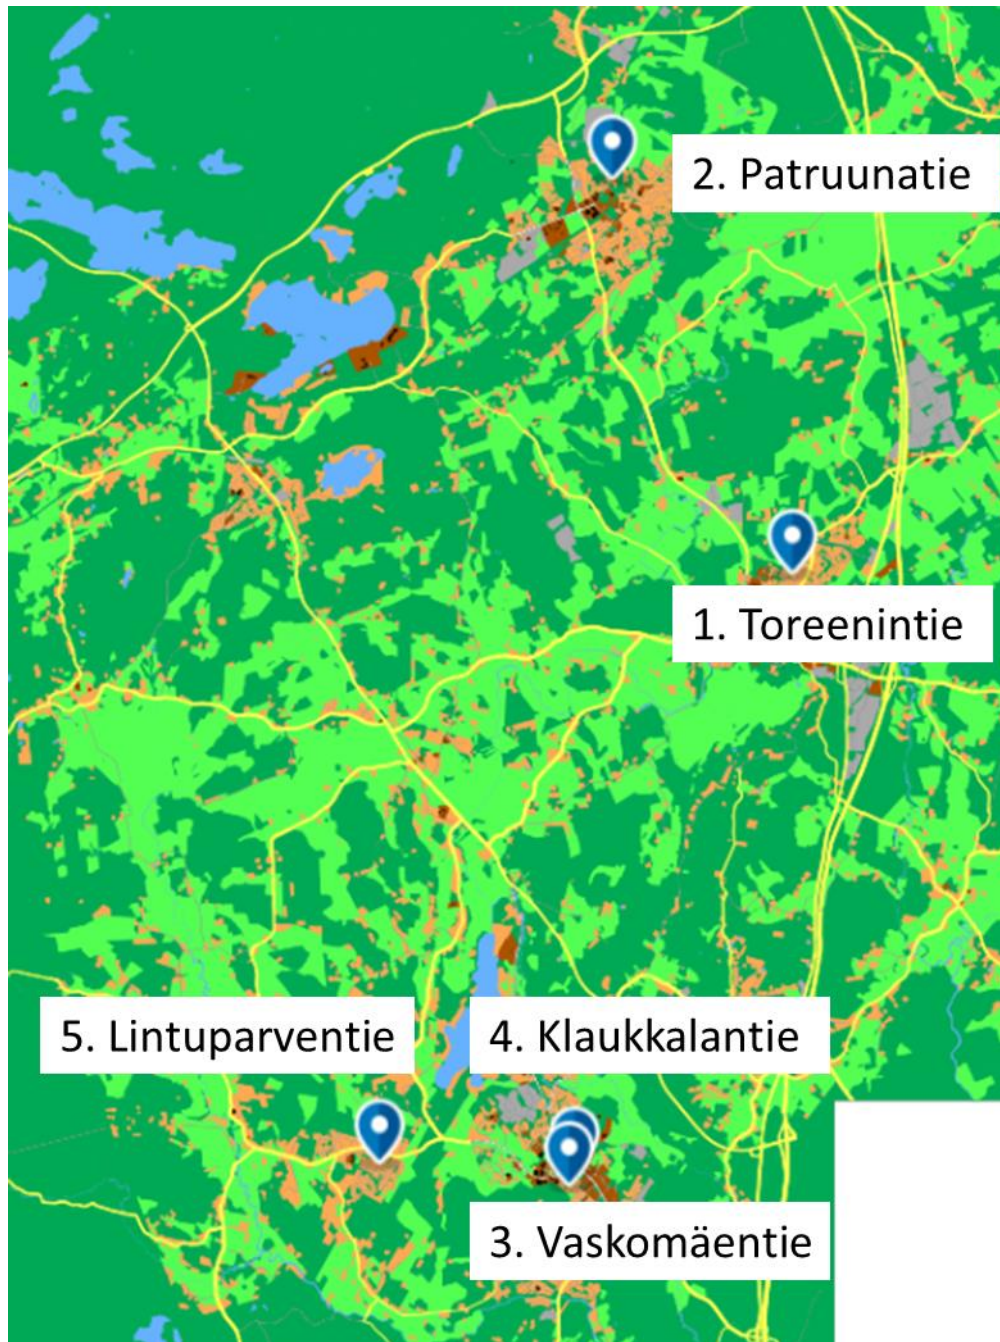 2. Patruunatie
1. Toreenintie
5. Lintuparventie
4. Klaukkalantie
3. Vaskomäentie